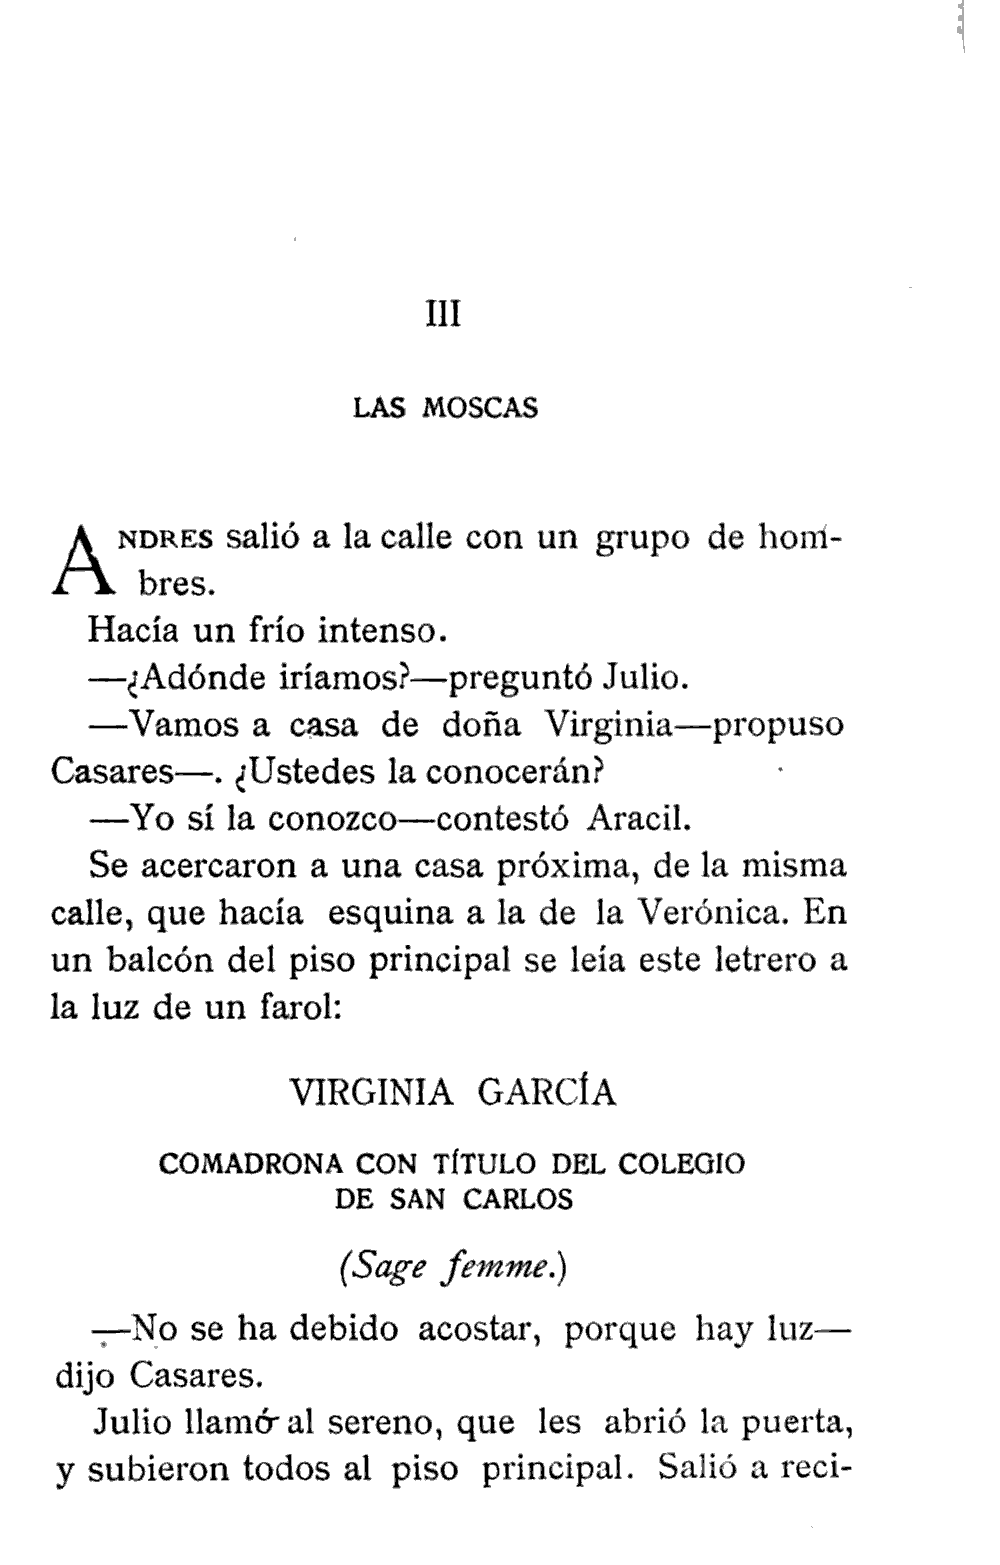 III
LAS MOSCAS
ANDRES salió a la calle con un grupo de hom-
bres.
Hacía un frío intenso.
—¿Adónde iríamos?—preguntó Julio.
—Vamos a casa de doña Virginia—propuso
Casares—. ¿Ustedes la conocerán?
—Yo sí la conozco—contestó Aracil.
Se acercaron a una casa próxima, de la misma
calle, que hacía esquina a la de la Verónica. En
un balcón del piso principal se leía este letrero a
la luz de un farol:
VIRGINIA GARCÍA
COMADRONA CON TÍTULO DEL COLEGIO
DE SAN CARLOS
(Sage femme.)
—No se ha debido acostar, porque hay luz—
dijo Casares.
Julio llamó al sereno, que les abrió la puerta,
y subieron todos al piso principal. Salió a reci-